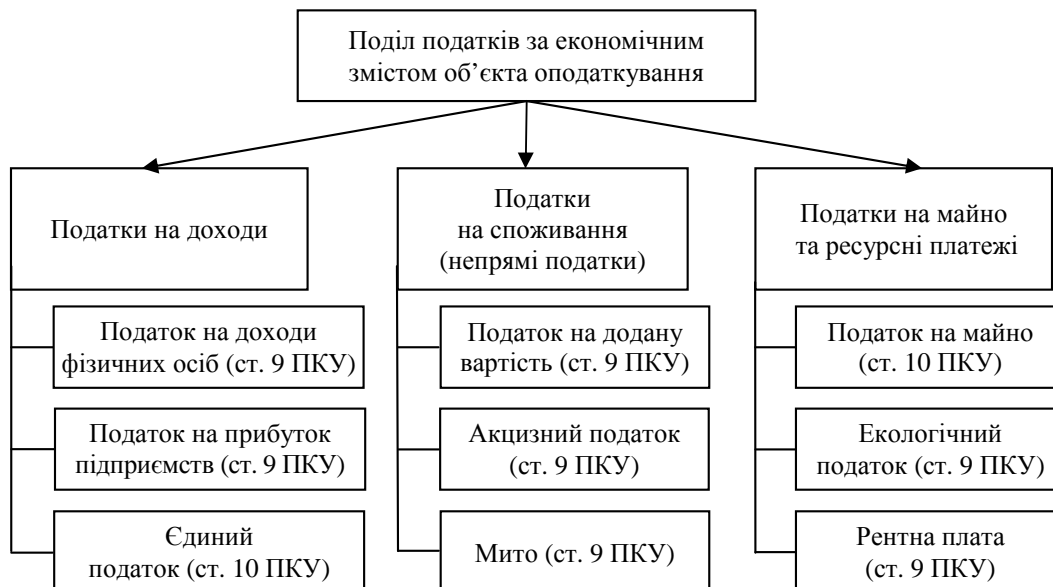 Поділ податків за економічним
змістом об’єкта оподаткування
Податки на доходи
Податок на доходи
фізичних осіб (ст. 9 ПКУ)
Податок на прибуток
підприємств (ст. 9 ПКУ)
Єдиний
податок (ст. 10 ПКУ)
Податки
на споживання
(непрямі податки)
Податок на додану
вартість (ст. 9 ПКУ)
Акцизний податок
(ст. 9 ПКУ)
Мито (ст. 9 ПКУ)
Податки на майно
та ресурсні платежі
Податок на майно
(ст. 10 ПКУ)
Екологічний
податок (ст. 9 ПКУ)
Рентна плата
(ст. 9 ПКУ)